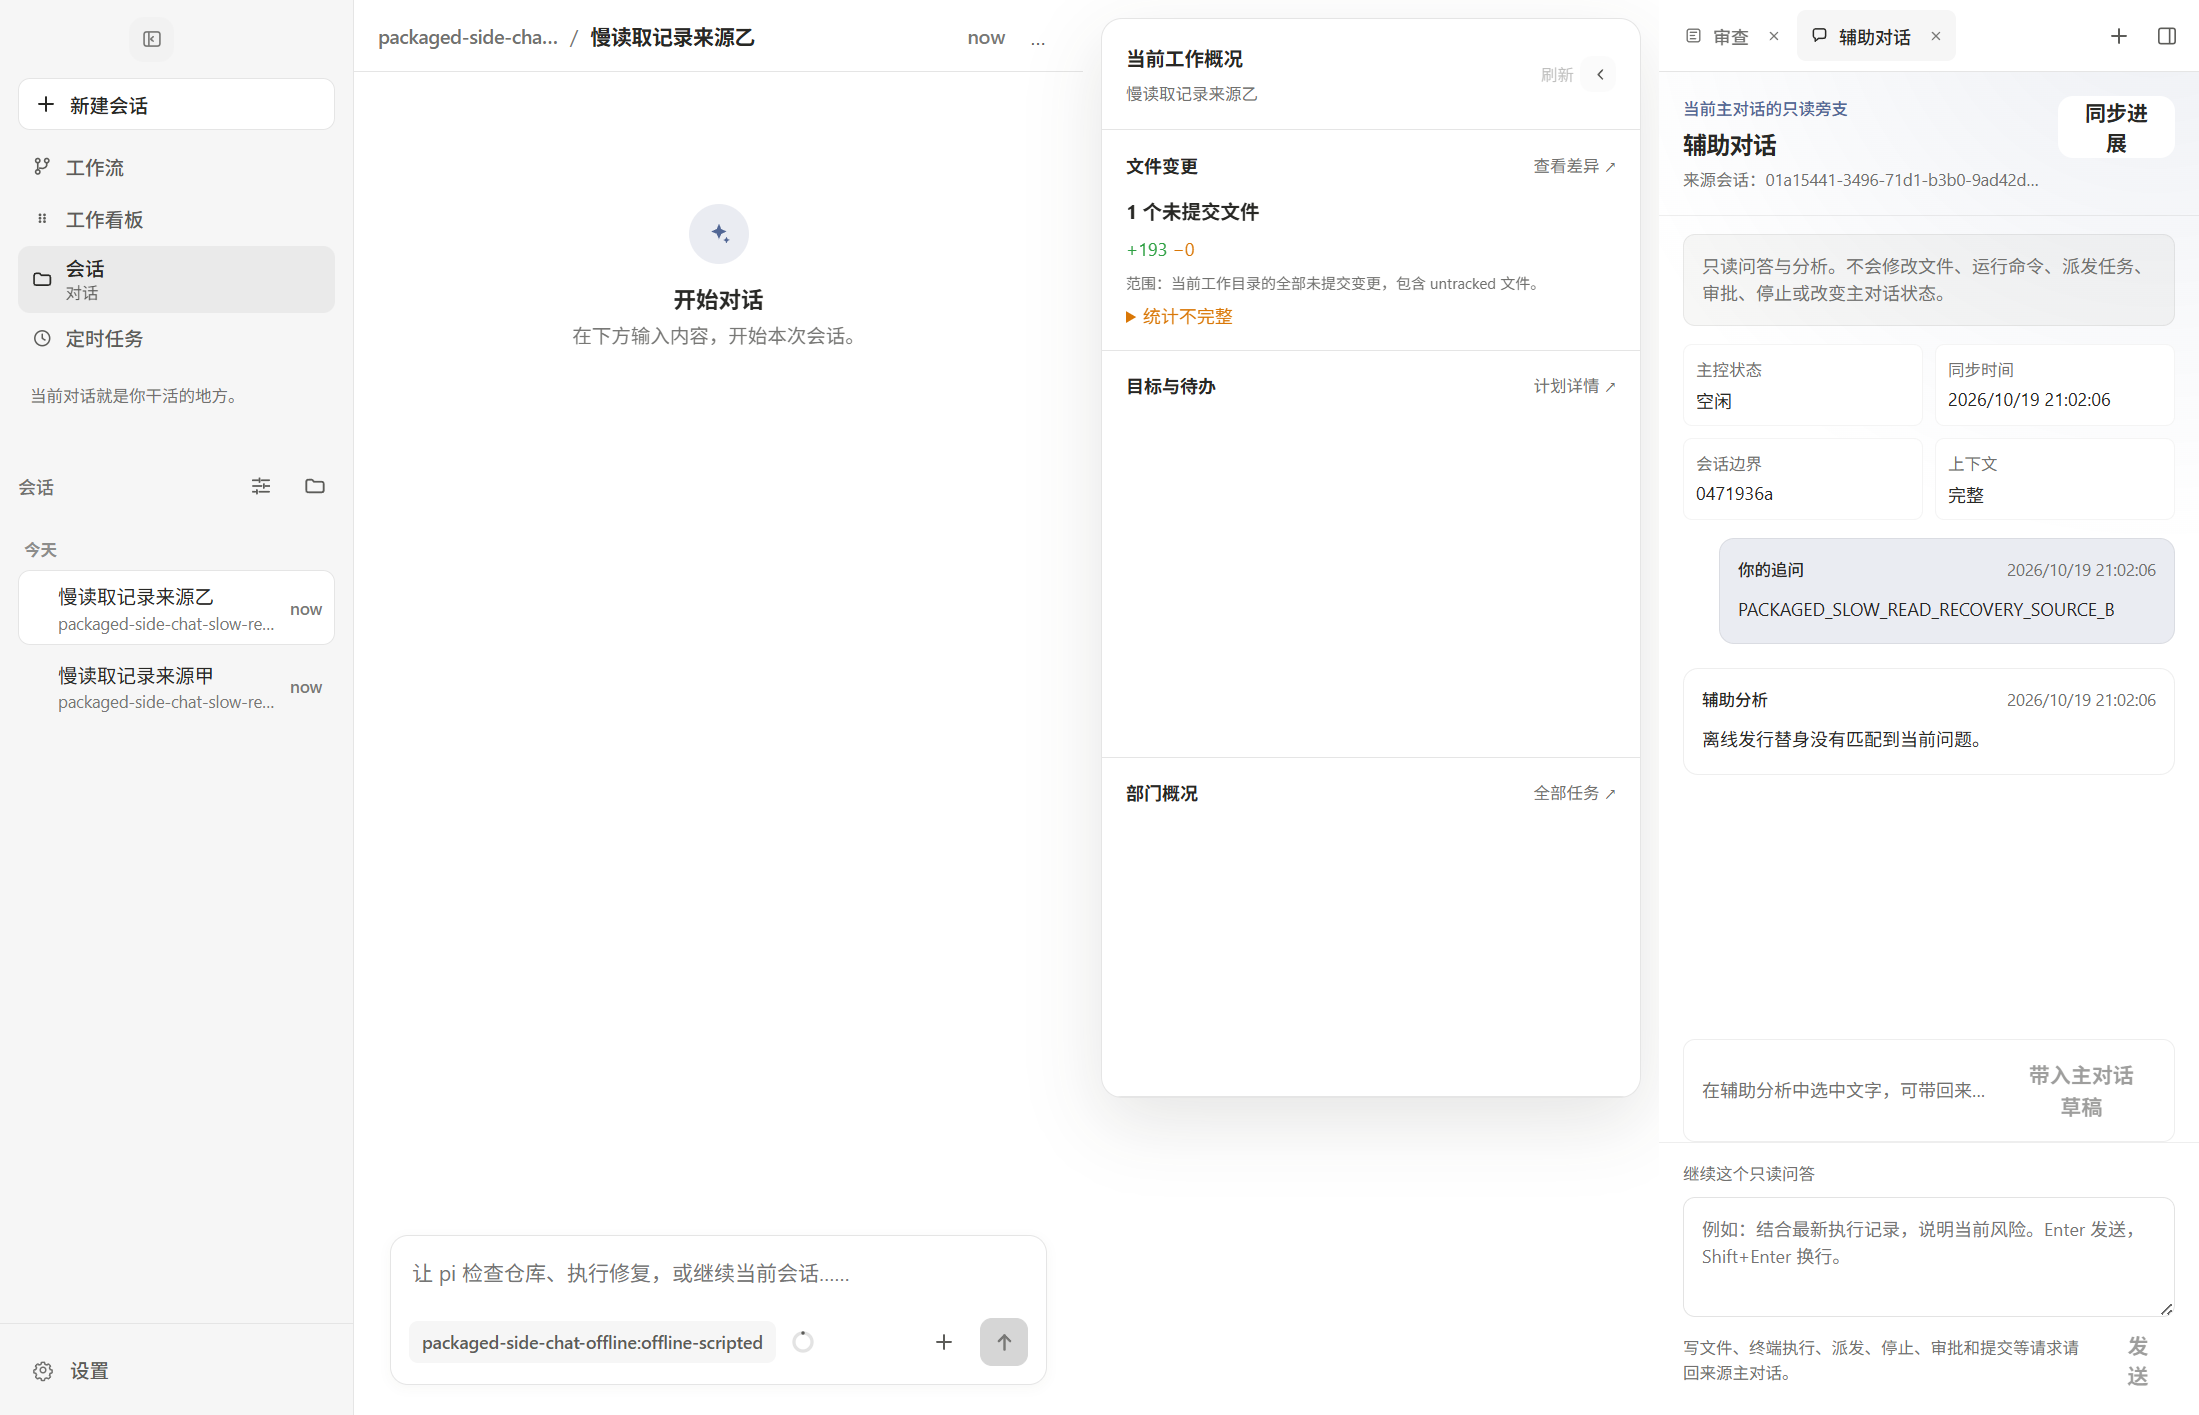 新建会话
工作流
工作看板
会话
对话
定时任务
当前对话就是你干活的地方。
会话
今天
慢读取记录来源乙
packaged-side-chat-slow-re...
now
慢读取记录来源甲
packaged-side-chat-slow-re...
now
设置
packaged-side-cha... / 慢读取记录来源乙
now
...
开始对话
在下方输入内容，开始本次会话。
让 pi 检查仓库、执行修复，或继续当前会话......
packaged-side-chat-offline:offline-scripted
当前工作概况
慢读取记录来源乙
刷新
文件变更
查看差异 ↗
1 个未提交文件
+193 −0
范围：当前工作目录的全部未提交变更，包含 untracked 文件。
统计不完整
目标与待办
计划详情 ↗
部门概况
全部任务 ↗
审查 ×
辅助对话 ×
当前主对话的只读旁支
辅助对话
来源会话：01a15441-3496-71d1-b3b0-9ad42d...
同步进
展
只读问答与分析。不会修改文件、运行命令、派发任务、
审批、停止或改变主对话状态。
主控状态
空闲
同步时间
2026/10/19 21:02:06
会话边界
0471936a
上下文
完整
你的追问
2026/10/19 21:02:06
PACKAGED_SLOW_READ_RECOVERY_SOURCE_B
辅助分析
2026/10/19 21:02:06
离线发行替身没有匹配到当前问题。
在辅助分析中选中文字，可带回来...
带入主对话
草稿
继续这个只读问答
例如：结合最新执行记录，说明当前风险。Enter 发送，
Shift+Enter 换行。
写文件、终端执行、派发、停止、审批和提交等请求请
回来源主对话。
发
送